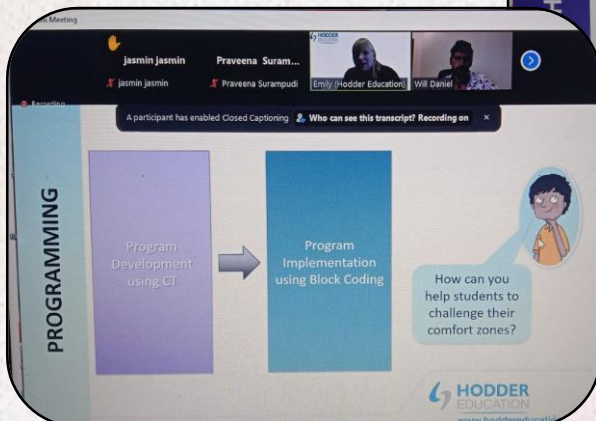 Meeting
jasmin jasmin
Praveena Suram...
HODDER
jasmin jasmin
Praveena Surampudi
Emily (Hodder Education)
Will Daniel
Recording
A participant has enabled Closed Captioning
Who can see this transcript? Recording on
PROGRAMMING
Program
Development
using CT
Program
Implementation
using Block Coding
How can you
help students to
challenge their
comfort zones?
HODDER
EDUCATION